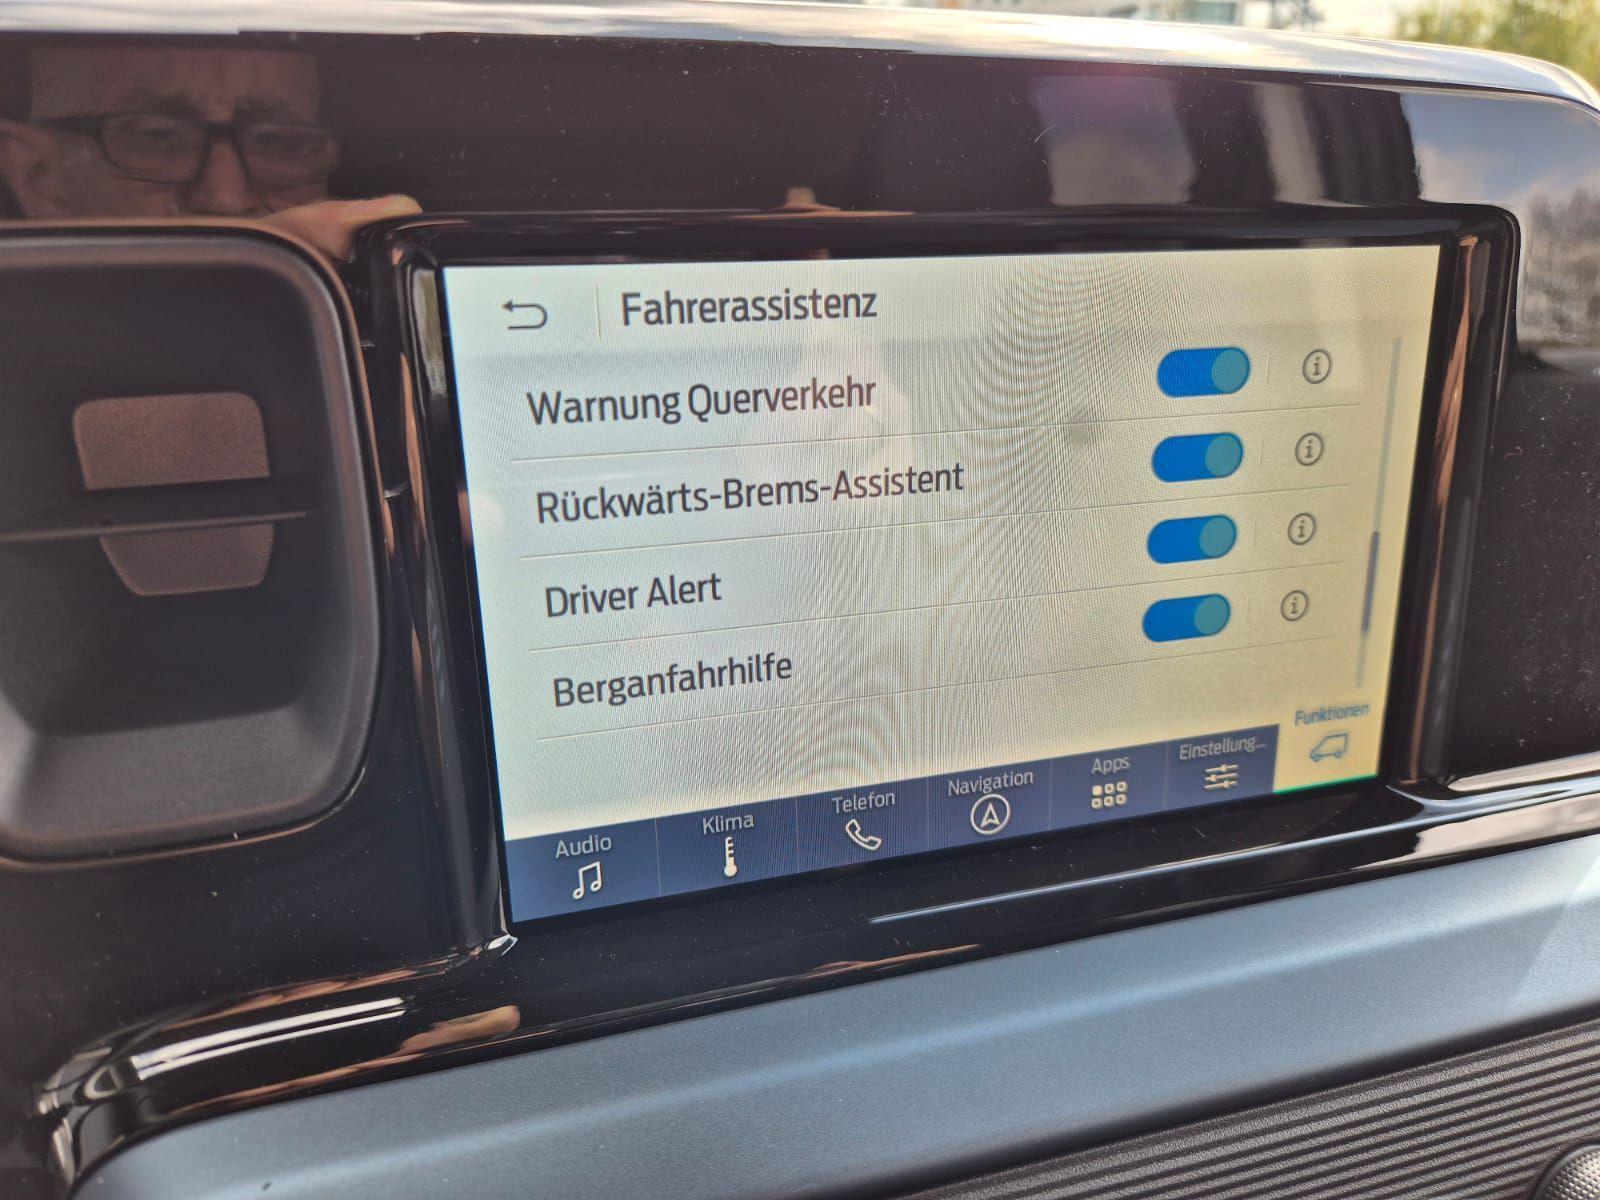 Fahrerassistenz
Warnung Querverkehr
Rückwärts-Brems-Assistent
Driver Alert
Berganfahrhilfe
Audio
Klima
Telefon
Navigation
Apps
Einstellung...
Funktionen